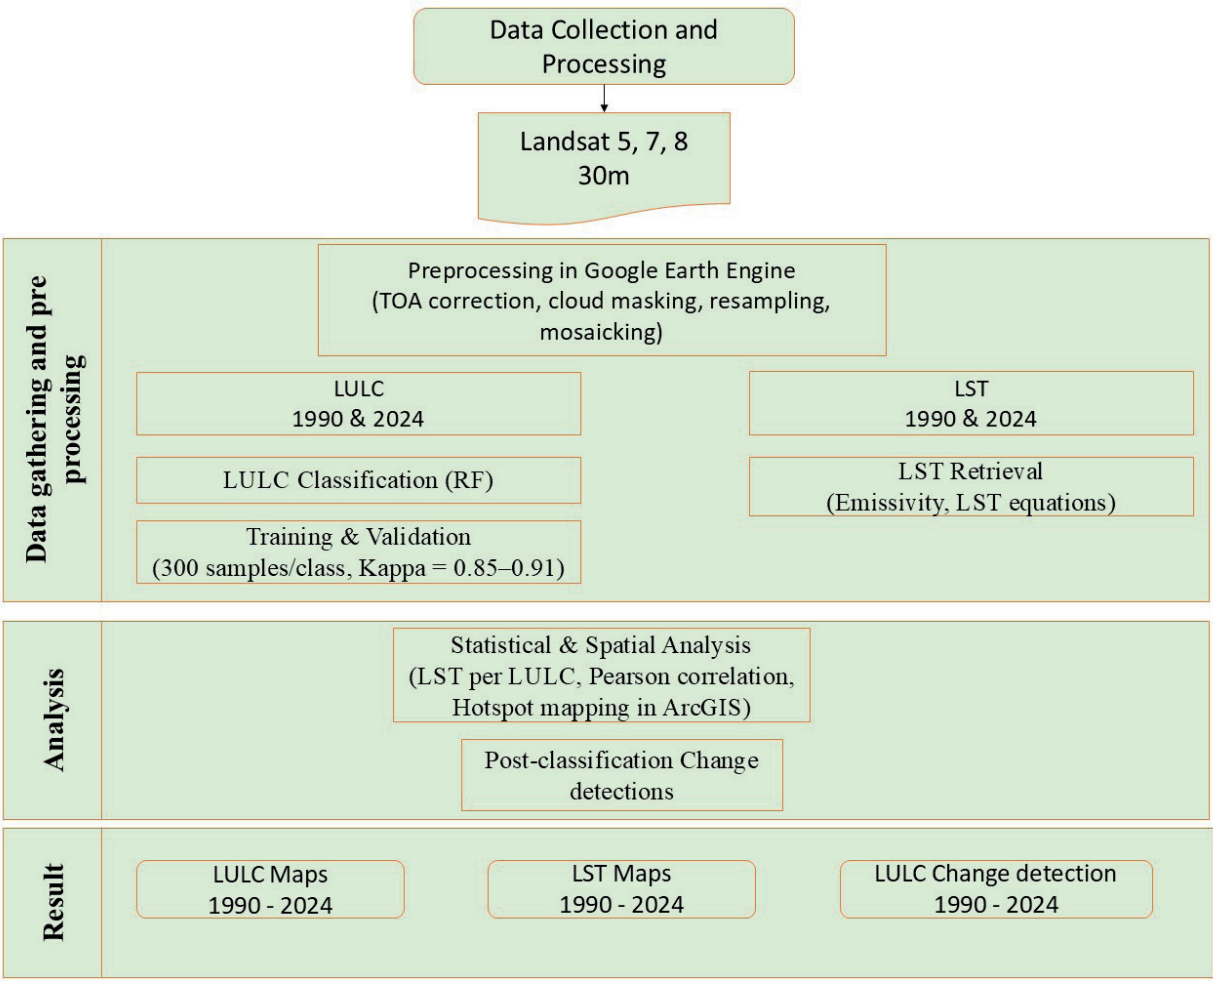 Data Collection and
Processing
Landsat 5, 7, 8
30m
Data gathering and pre
processing
Preprocessing in Google Earth Engine
(TOA correction, cloud masking, resampling,
mosaicking)
LULC
1990 & 2024
LST
1990 & 2024
LULC Classification (RF)
LST Retrieval
(Emissivity, LST equations)
Training & Validation
(300 samples/class, Kappa = 0.85–0.91)
Analysis
Statistical & Spatial Analysis
(LST per LULC, Pearson correlation,
Hotspot mapping in ArcGIS)
Post-classification Change
detections
Result
LULC Maps
1990 - 2024
LST Maps
1990 - 2024
LULC Change detection
1990 - 2024